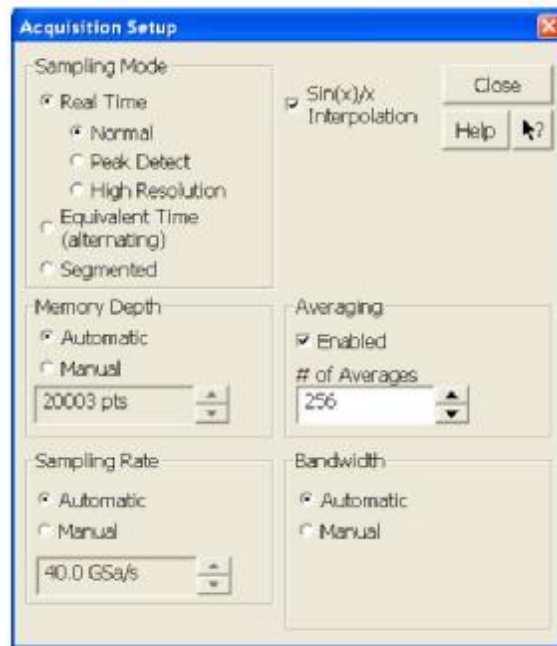 Acquisition Setup
Sampling Mode
Real Time
Normal
Peak Detect
High Resolution
Equivalent Time
(alternating)
Segmented
Sin(x)/x
Interpolation
Close
Help
?
Memory Depth
Automatic
Manual
20003 pts
Averaging
Enabled
# of Averages
256
Sampling Rate
Automatic
Manual
40.0 GSa/s
Bandwidth
Automatic
Manual